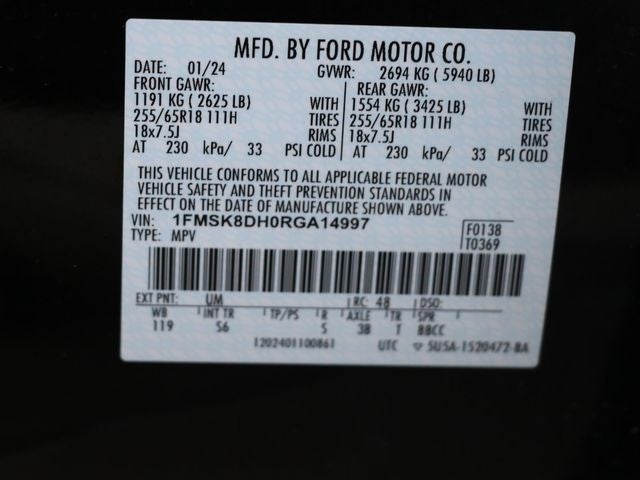 MFD. BY FORD MOTOR CO.
DATE: 01/24 GVWR: 2694 KG ( 5940 LB)
FRONT GAWR: REAR GAWR:
1191 KG ( 2625 LB) WITH 1554 KG ( 3425 LB) WITH
255/65R18 111H TIRES 255/65R18 111H TIRES
18x7.5J RIMS 18x7.5J RIMS
AT 230 kPa/ 33 PSI COLD AT 230 kPa/ 33 PSI COLD
THIS VEHICLE CONFORMS TO ALL APPLICABLE FEDERAL MOTOR
VEHICLE SAFETY AND THEFT PREVENTION STANDARDS IN
EFFECT ON THE DATE OF MANUFACTURE SHOWN ABOVE.
VIN: 1FMSK8DH0RGA14997 F0138
TYPE: MPV T0369
EXT PNT: UM RC: 48 DSO:
WB INT TR TP/PS R AXLE TR SPR
119 S6 S 3B T BBCC
1202401100861 UTC 5U5A-1520472-BA